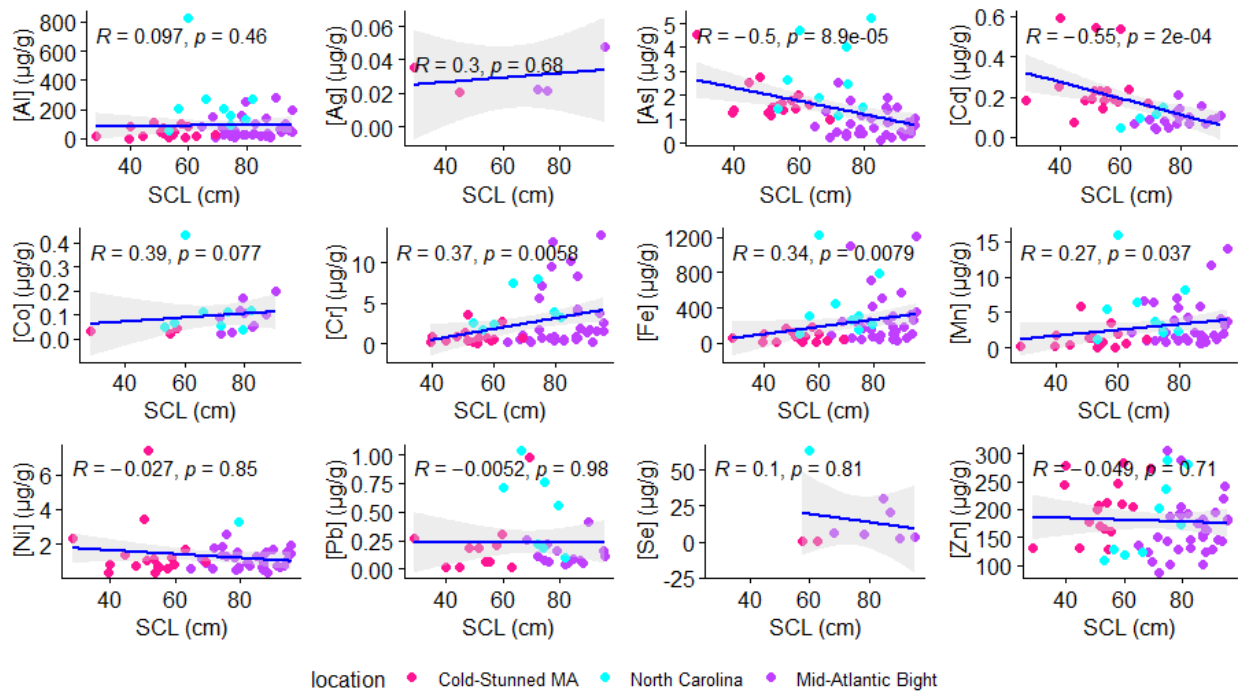 [Al] (µg/g)
800
600
400
200
0
R = 0.097, p = 0.46
40 60 80
SCL (cm)
[Ag] (µg/g)
0.06
0.04
0.02
0.00
R = 0.3, p = 0.68
40 60 80
SCL (cm)
[As] (µg/g)
5
4
3
2
1
0
R = −0.5, p = 8.9e-05
40 60 80
SCL (cm)
[Cd] (µg/g)
0.6
0.4
0.2
0.0
R = −0.55, p = 2e-04
40 60 80
SCL (cm)
[Co] (µg/g)
0.4
0.3
0.2
0.1
0.0
R = 0.39, p = 0.077
40 60 80
SCL (cm)
[Cr] (µg/g)
10
5
0
R = 0.37, p = 0.0058
40 60 80
SCL (cm)
[Fe] (µg/g)
1200
800
400
0
R = 0.34, p = 0.0079
40 60 80
SCL (cm)
[Mn] (µg/g)
15
10
5
0
R = 0.27, p = 0.037
40 60 80
SCL (cm)
[Ni] (µg/g)
6
4
2
R = −0.027, p = 0.85
40 60 80
SCL (cm)
[Pb] (µg/g)
1.00
0.75
0.50
0.25
0.00
R = −0.0052, p = 0.98
40 60 80
SCL (cm)
[Se] (µg/g)
50
25
0
-25
R = 0.1, p = 0.81
40 60 80
SCL (cm)
[Zn] (µg/g)
300
250
200
150
100
R = −0.049, p = 0.71
40 60 80
SCL (cm)
location Cold-Stunned MA North Carolina Mid-Atlantic Bight